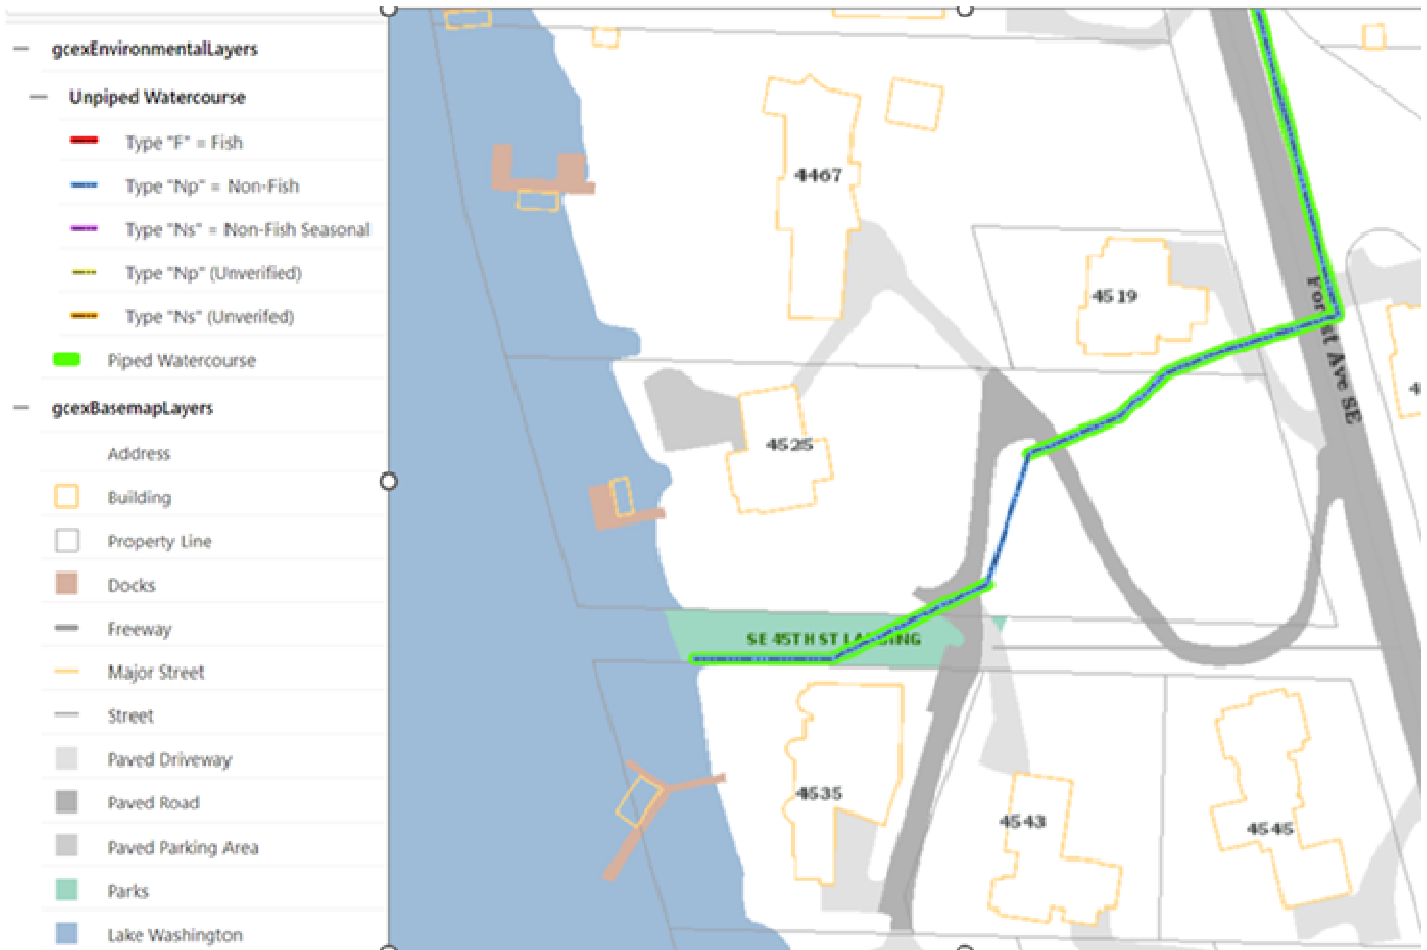 gcexEnvironmentalLayers
Unpiped Watercourse
Type "F" = Fish
Type "Np" = Non-Fish
Type "Ns" = Non-Fish Seasonal
Type "Np" (Unverified)
Type "Ns" (Unverifed)
Piped Watercourse
gcexBasemapLayers
Address
Building
Property Line
Docks
Freeway
Major Street
Street
Paved Driveway
Paved Road
Paved Parking Area
Parks
Lake Washington
4467
4519
Forest Ave SE
4525
SE 45TH ST LANDING
4535
4543
4545